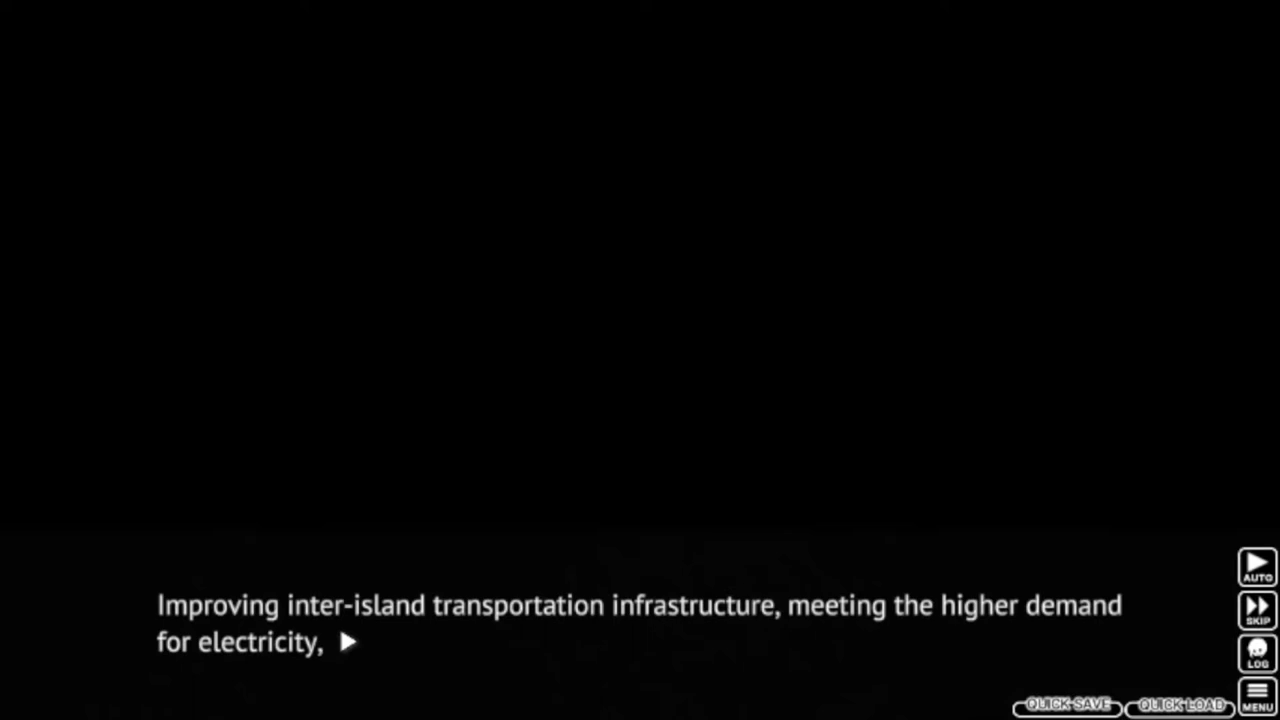 Improving inter-island transportation infrastructure, meeting the higher demand
for electricity,
AUTO
SKIP
LOG
MENU
QUICK SAVE
QUICK LOAD